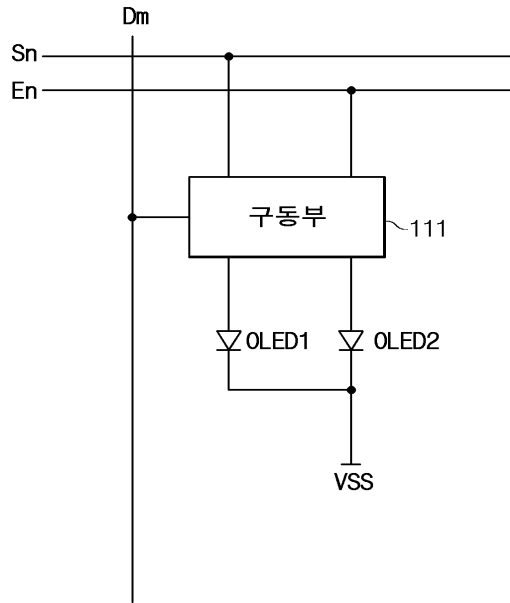 Dm
Sn
En
구동부
111
OLED1
OLED2
VSS